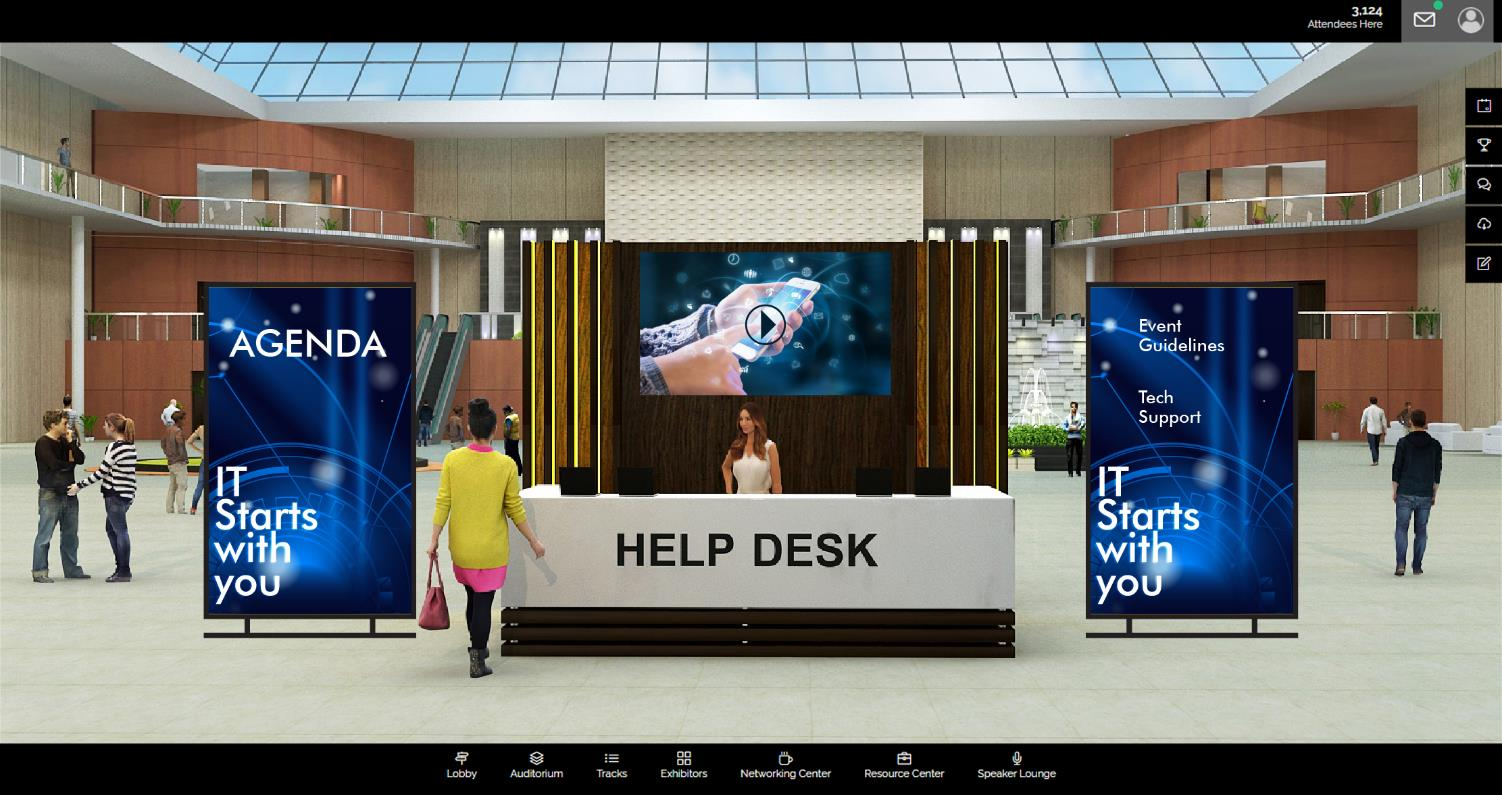 3,124
Attendees Here
AGENDA
IT
Starts
with
you
HELP DESK
Event
Guidelines
Tech
Support
IT
Starts
with
you
Lobby
Auditorium
Tracks
Exhibitors
Networking Center
Resource Center
Speaker Lounge